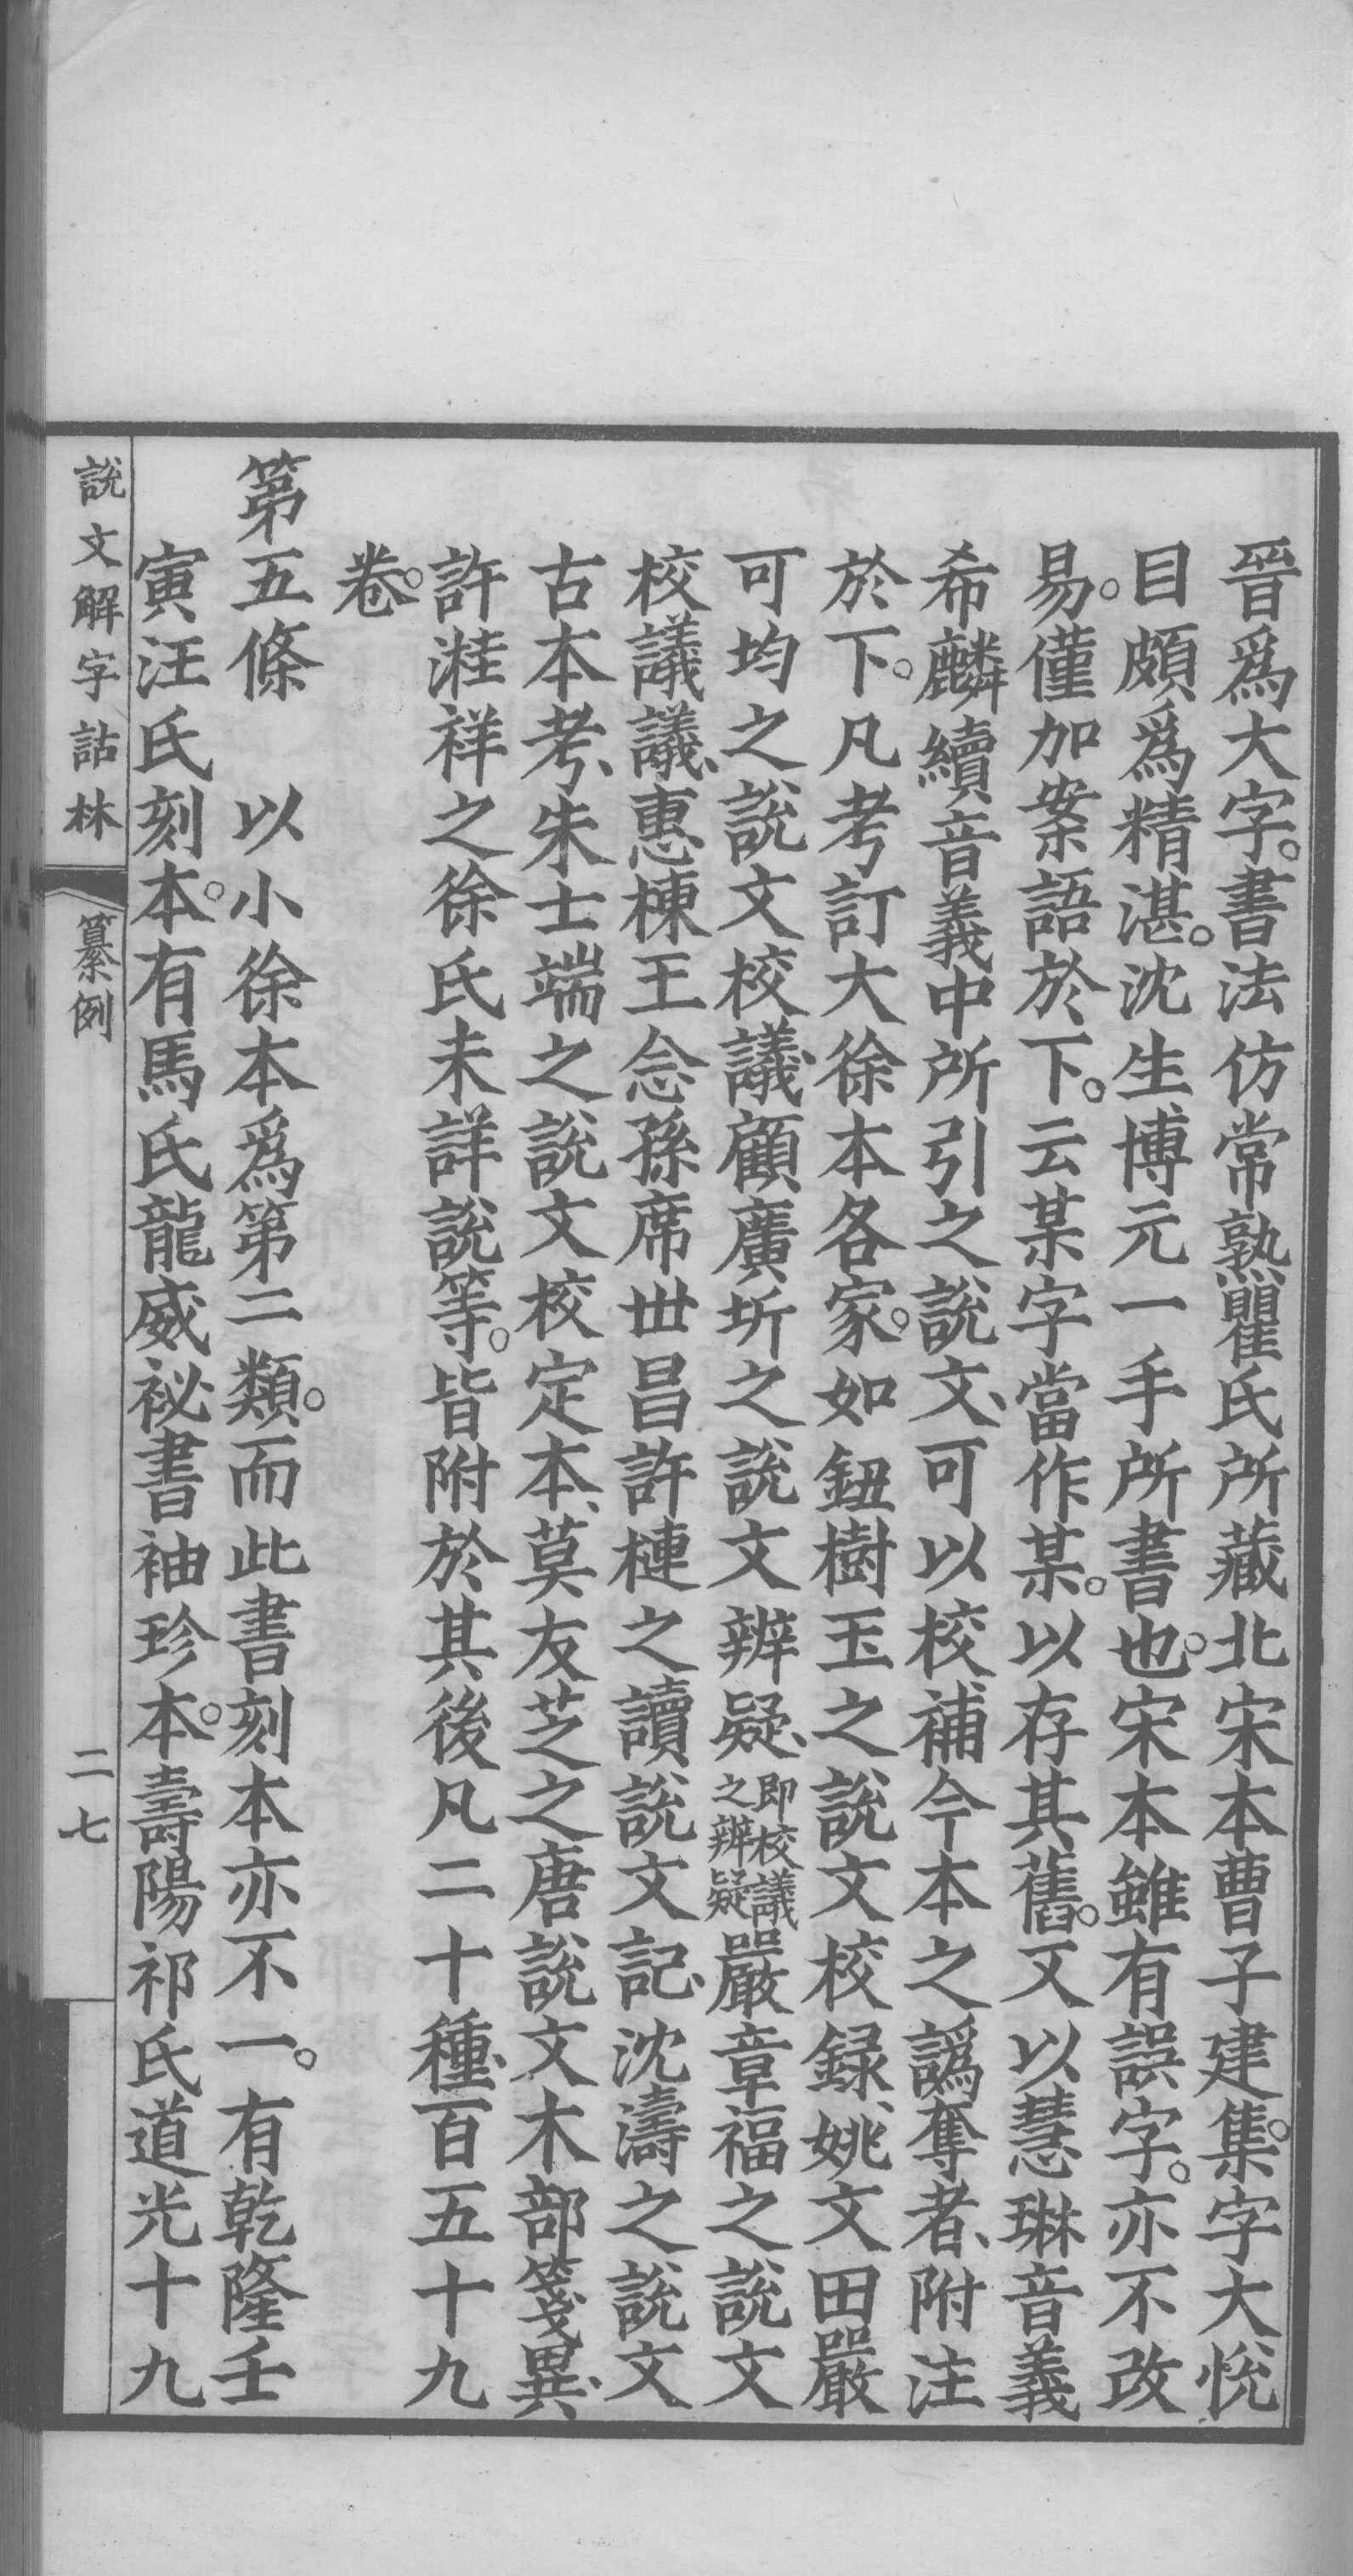 晉爲大字。書法仿常熟瞿氏所藏北宋本曹子建集。字大悅
目頗爲精湛。沈生博元一手所書也。宋本雖有誤字。亦不改
易。僅加案語於下。云某字當作某。以存其舊。又以慧琳音義
希麟續音義中所引之說文、可以校補今本之譌奪者、附注
於下。凡考訂大徐本各家。如鈕樹玉之說文校録、姚文田嚴
可均之說文校議、顧廣圻之說文辨疑、即校議之辨疑嚴章福之說文
校議議、惠棟王念孫席世昌許槤之讀說文記、沈濤之說文
古本考、朱士端之說文校定本、莫友芝之唐說文木部箋異、
許溎祥之徐氏未詳說等。皆附於其後凡二十種、百五十九
卷。
第五條　以小徐本爲第二類。而此書刻本亦不一。有乾隆壬
寅汪氏刻本。有馬氏龍威祕書袖珍本。壽陽祁氏道光十九
說文解字詁林　纂例　二七